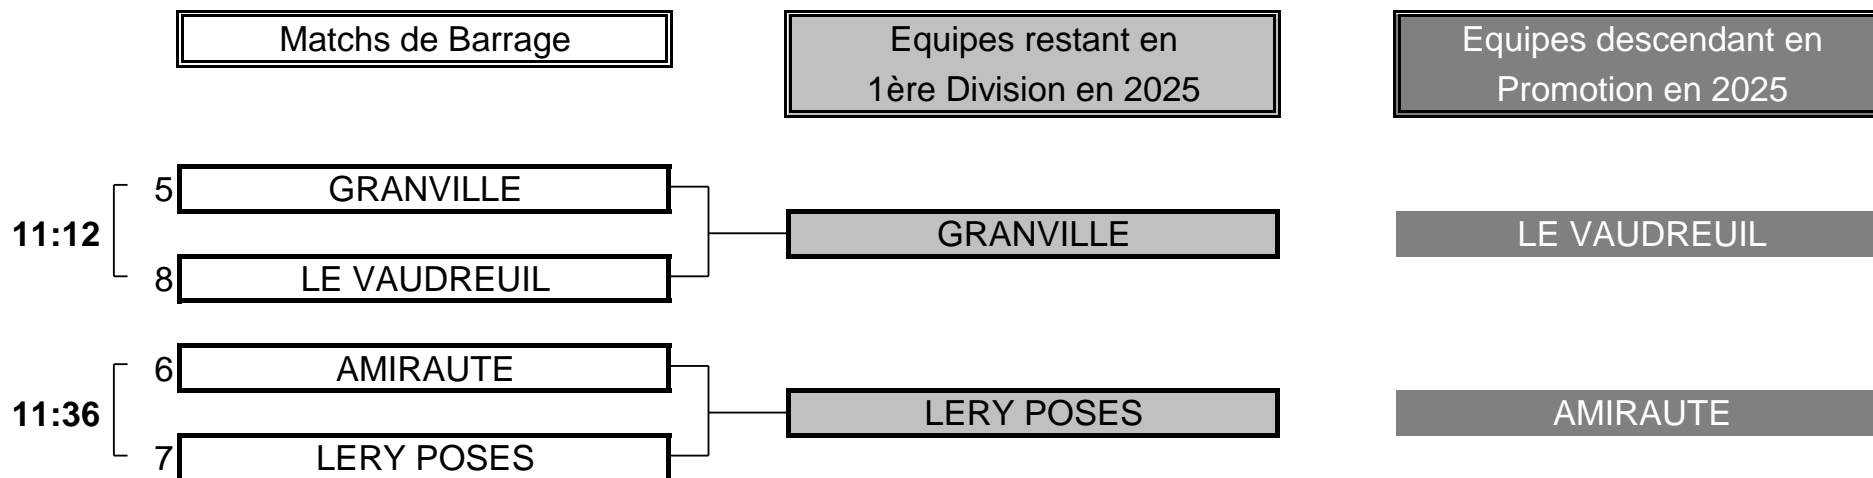 Matchs de Barrage
Equipes restant en
1ère Division en 2025
Equipes descendant en
Promotion en 2025
11:12
5 GRANVILLE
8 LE VAUDREUIL
GRANVILLE
LE VAUDREUIL
11:36
6 AMIRAUTE
7 LERY POSES
LERY POSES
AMIRAUTE